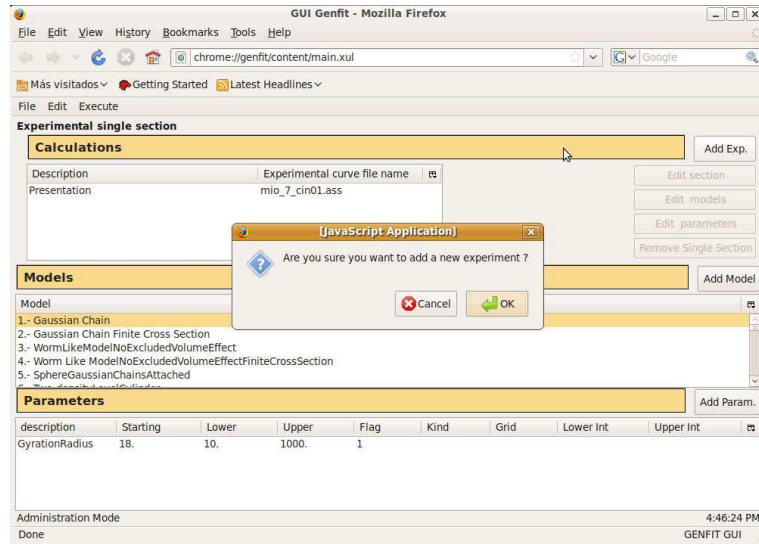 GUI Genfit - Mozilla Firefox
File Edit View History Bookmarks Tools Help
chrome://genfit/content/main.xul
Google
Más visitados Getting Started Latest Headlines
File Edit Execute
Experimental single section
Calculations
Add Exp.
Description Experimental curve file name
Presentation mio_7_cin01.ass
Edit section
Edit models
Edit parameters
Remove Single Section
[JavaScript Application]
Are you sure you want to add a new experiment ?
Cancel OK
Models
Add Model
Model
1.- Gaussian Chain
2.- Gaussian Chain Finite Cross Section
3.- WormLikeModelNoExcludedVolumeEffect
4.- Worm Like ModelNoExcludedVolumeEffectFiniteCrossSection
5.- SphereGaussianChainsAttached
Parameters
Add Param.
description Starting Lower Upper Flag Kind Grid Lower Int Upper Int
GyrationRadius 18. 10. 1000. 1
Administration Mode 4:46:24 PM
Done GENFIT GUI